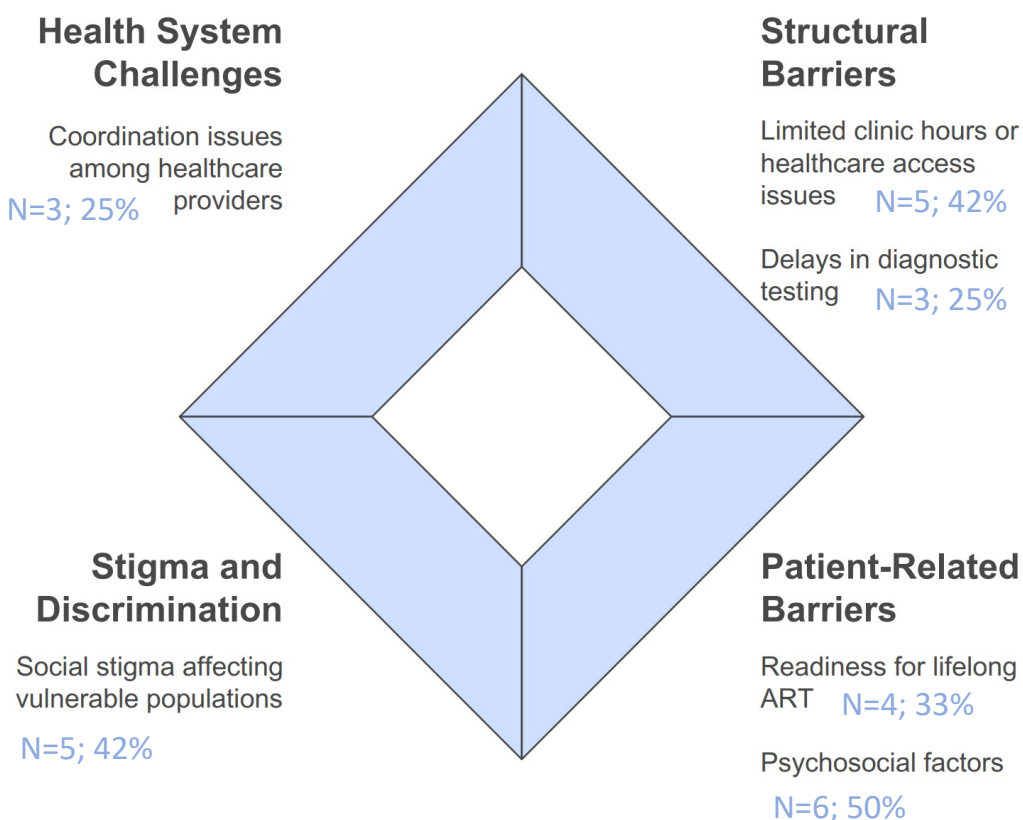 Health System
Challenges
Coordination issues
among healthcare
providers
N=3; 25%
Structural
Barriers
Limited clinic hours or
healthcare access
issues
N=5; 42%
Delays in diagnostic
testing
N=3; 25%
Stigma and
Discrimination
Social stigma affecting
vulnerable populations
N=5; 42%
Patient-Related
Barriers
Readiness for lifelong
ART
N=4; 33%
Psychosocial factors
N=6; 50%